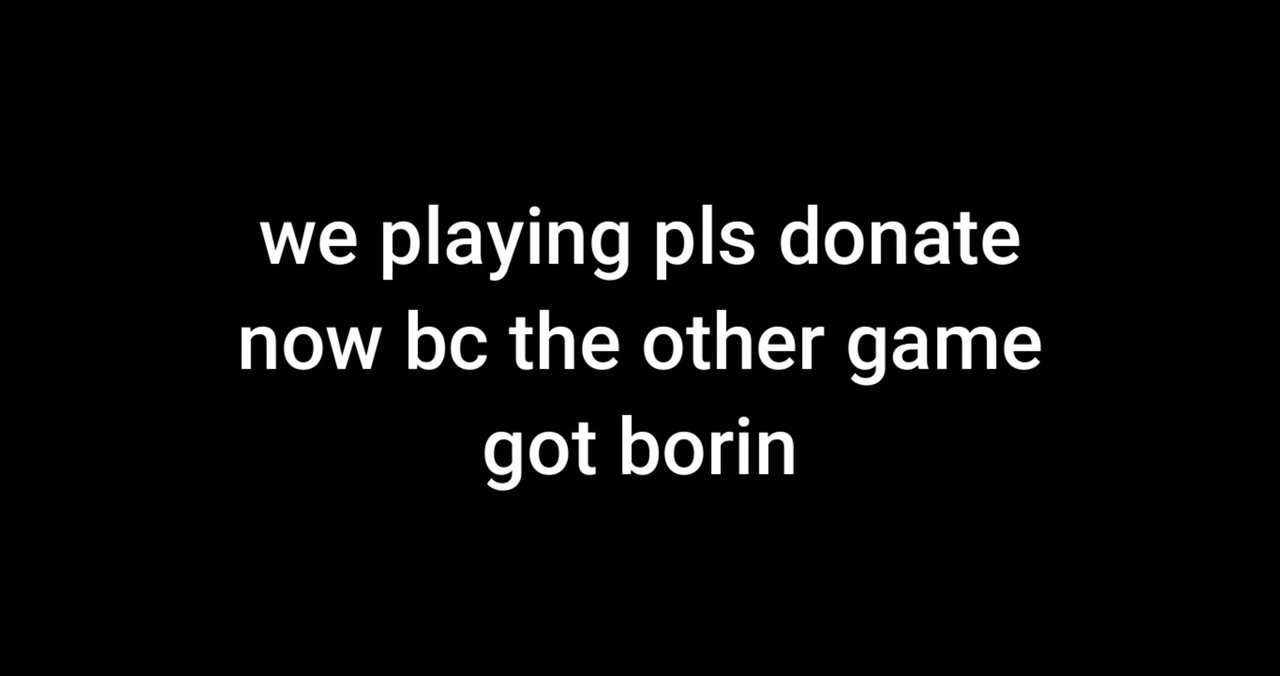 we playing pls donate
now bc the other game
got borin